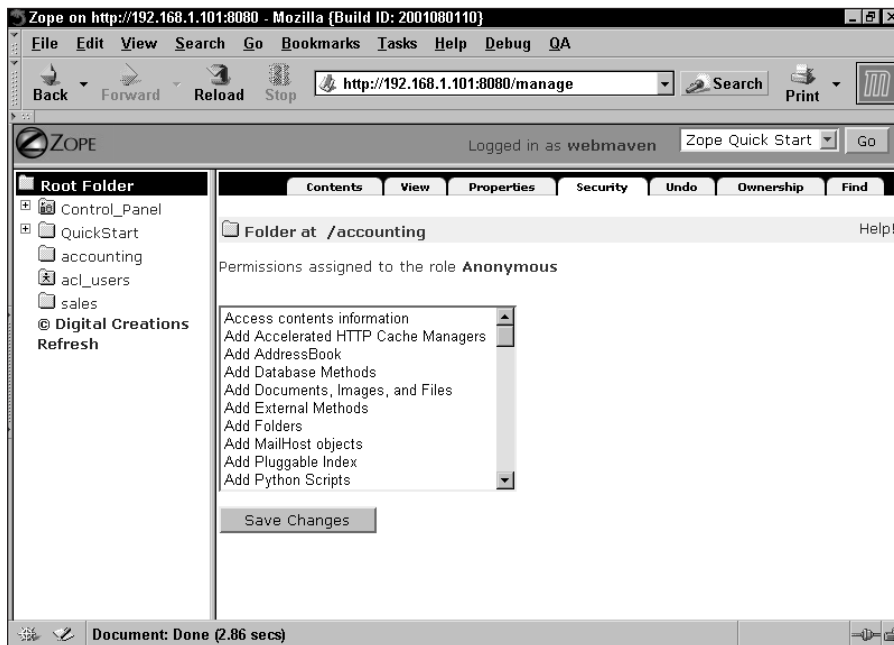 Zope on http://192.168.1.101:8080 - Mozilla {Build ID: 2001080110}
File Edit View Search Go Bookmarks Tasks Help Debug QA
Back Forward Reload Stop http://192.168.1.101:8080/manage Search Print
ZOPE Logged in as webmaven Zope Quick Start Go
Root Folder
Control_Panel
QuickStart
accounting
acl_users
sales
© Digital Creations
Refresh
Contents View Properties Security Undo Ownership Find
Folder at /accounting Help!
Permissions assigned to the role Anonymous
Access contents information
Add Accelerated HTTP Cache Managers
Add AddressBook
Add Database Methods
Add Documents, Images, and Files
Add External Methods
Add Folders
Add MailHost objects
Add Pluggable Index
Add Python Scripts
Save Changes
Document: Done (2.86 secs)